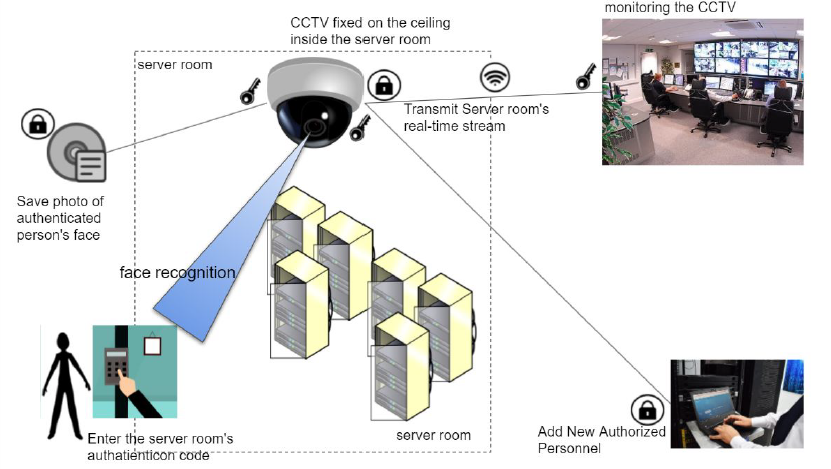 monitoring the CCTV
CCTV fixed on the ceiling
inside the server room
server room
Transmit Server room's
real-time stream
Save photo of
authenticated
person's face
face recognition
Enter the server room's
authatienticon code
server room
Add New Authorized
Personnel